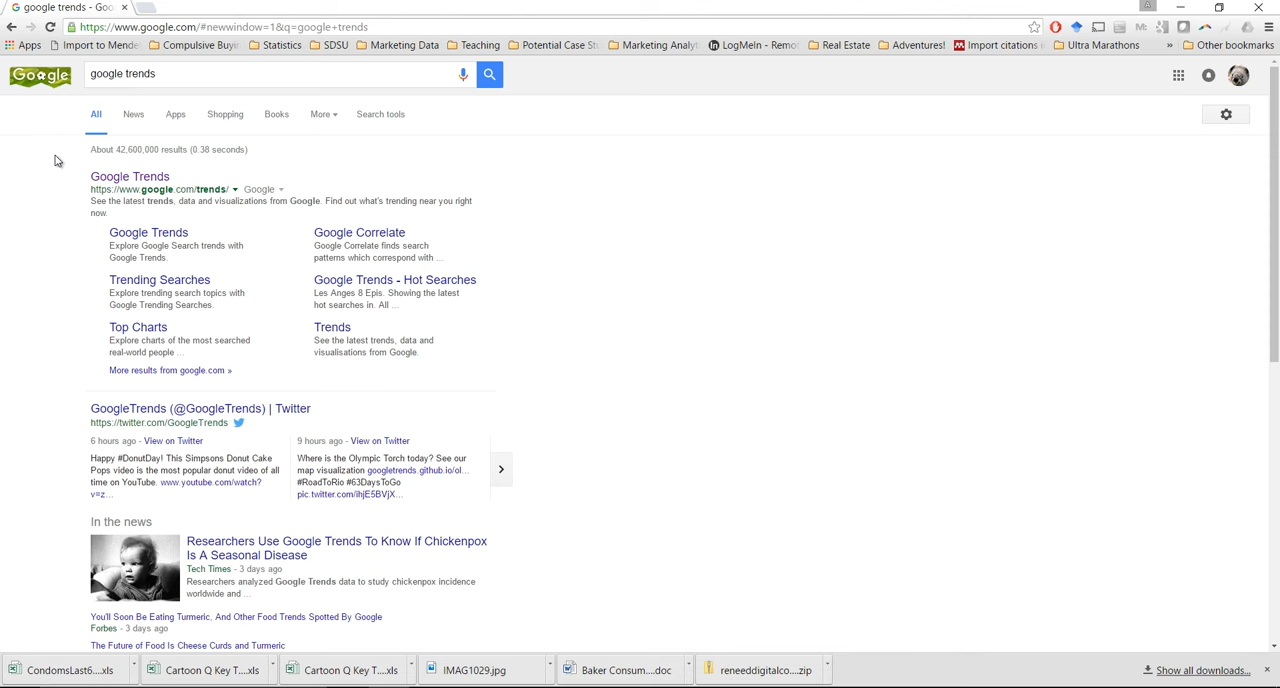 google trends - Goo
https://www.google.com/#newwindow=1&q=google+trends
Apps Import to Mende Compulsive Buyin Statistics SDSU Marketing Data Teaching Potential Case Stu Marketing Analyt LogMeIn - Remot Real Estate Adventures! Import citations Ultra Marathons » Other bookmarks
Google google trends
All News Apps Shopping Books More Search tools
About 42,600,000 results (0.38 seconds)
Google Trends
https://www.google.com/trends/ Google
See the latest trends, data and visualizations from Google. Find out what's trending near you right
now.
Google Trends
Explore Google Search trends with
Google Trends.
Google Correlate
Google Correlate finds search
patterns which correspond with ...
Trending Searches
Explore trending search topics with
Google Trending Searches.
Google Trends - Hot Searches
Les Anges 8 Epis. Showing the latest
hot searches in. All ...
Top Charts
Explore charts of the most searched
real-world people ...
Trends
See the latest trends, data and
visualisations from Google.
More results from google.com »
GoogleTrends (@GoogleTrends) | Twitter
https://twitter.com/GoogleTrends
6 hours ago - View on Twitter
Happy #DonutDay! This Simpsons Donut Cake
Pops video is the most popular donut video of all
time on YouTube. www.youtube.com/watch?
v=z...
9 hours ago - View on Twitter
Where is the Olympic Torch today? See our
map visualization googletrends.github.io/ol...
#RoadToRio #63DaysToGo
pic.twitter.com/ihjE5BVjX...
In the news
Researchers Use Google Trends To Know If Chickenpox
Is A Seasonal Disease
Tech Times - 3 days ago
Researchers analyzed Google Trends data to study chickenpox incidence
worldwide and ...
You'll Soon Be Eating Turmeric, And Other Food Trends Spotted By Google
Forbes - 3 days ago
The Future of Food Is Cheese Curds and Turmeric
CondomsLast6....xls Cartoon Q Key T....xls Cartoon Q Key T....xls IMAG1029.jpg Baker Consum....doc reneeddigitalco....zip Show all downloads...